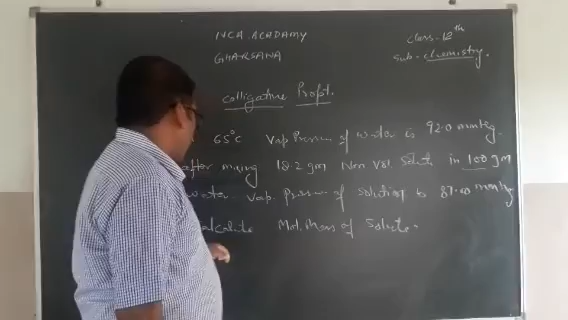 NCA ACADAMY
GHARSANA
Class-12th
Sub-Chemistry.
Colligative Propt.
65°C Vap Pressure of water is 92.0 mmHg.
after mixing 18.2 gm Non Vol Solute in 100 gm
water Vap. Pressure of Solution is 87.00 mmHg
alculate Mol. Mass of Solute.